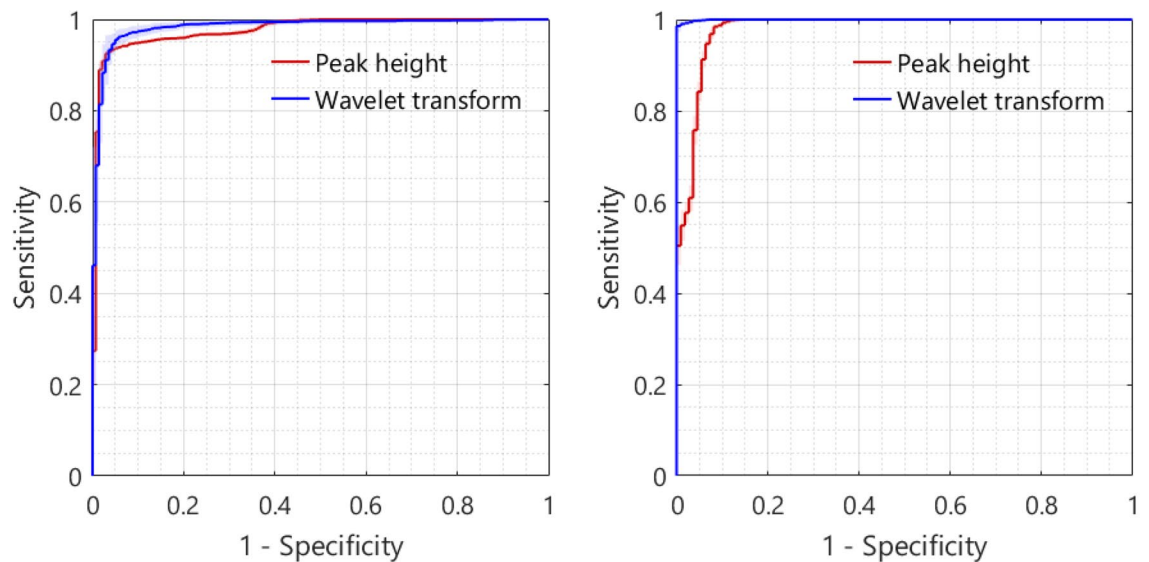 1
0.8
0.6
0.4
0.2
0
Sensitivity
Peak height
Wavelet transform
0 0.2 0.4 0.6 0.8 1
1 - Specificity
1
0.8
0.6
0.4
0.2
0
Sensitivity
Peak height
Wavelet transform
0 0.2 0.4 0.6 0.8 1
1 - Specificity